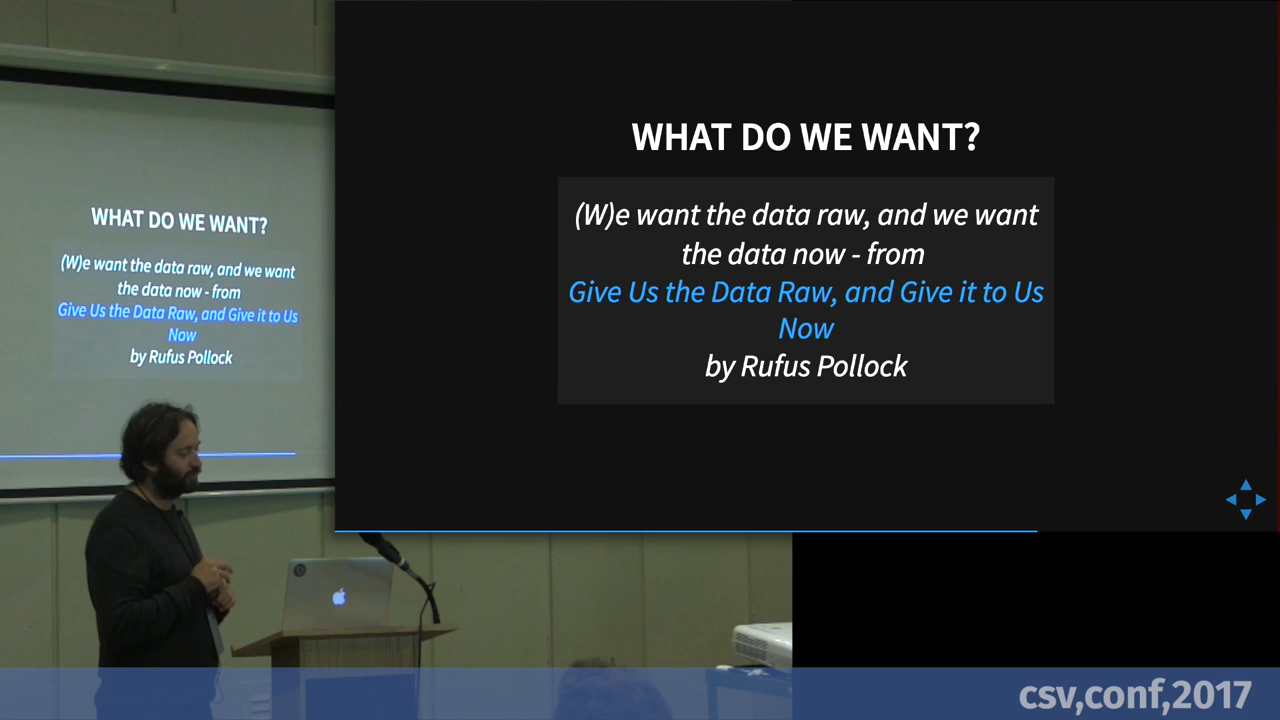 WHAT DO WE WANT?
(W)e want the data raw, and we want
the data now - from
Give Us the Data Raw, and Give it to Us
Now
by Rufus Pollock
WHAT DO WE WANT?
(W)e want the data raw, and we want
the data now - from
Give Us the Data Raw, and Give it to Us
Now
by Rufus Pollock
csv,conf,2017